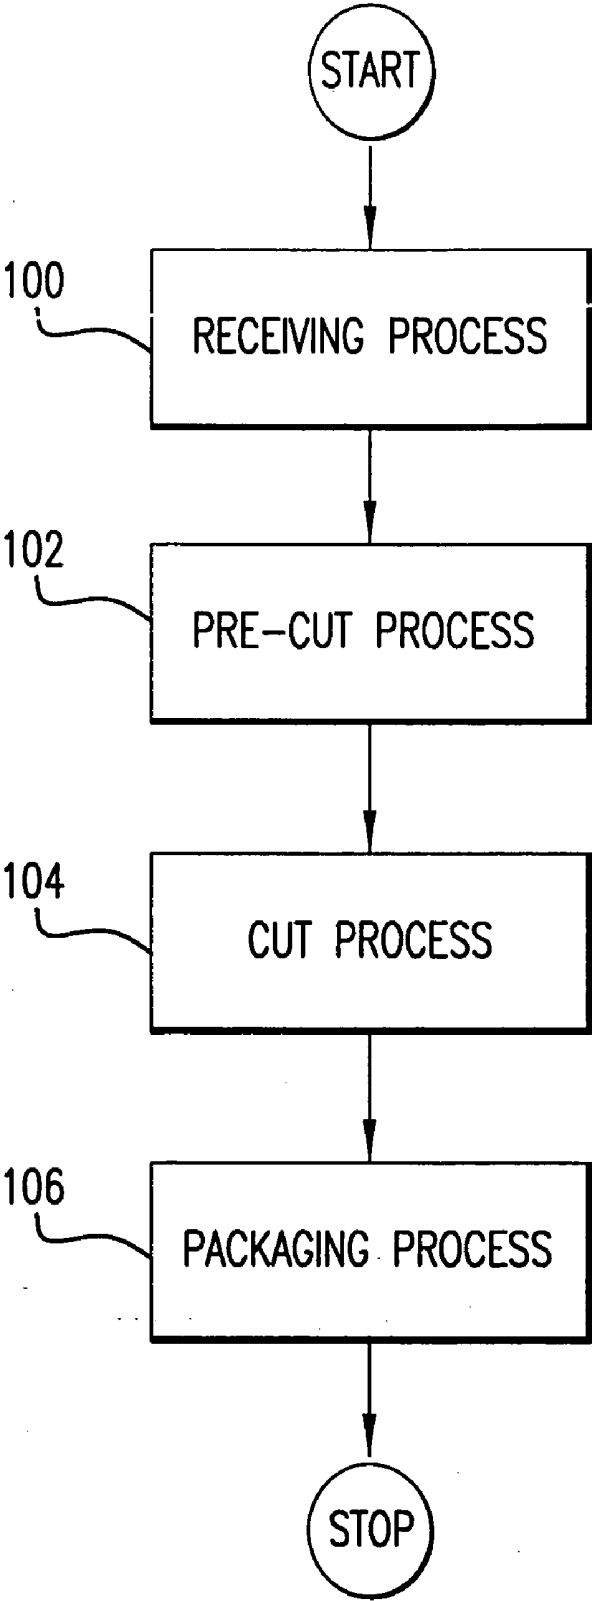 START
100
RECEIVING PROCESS
102
PRE-CUT PROCESS
104
CUT PROCESS
106
PACKAGING PROCESS
STOP